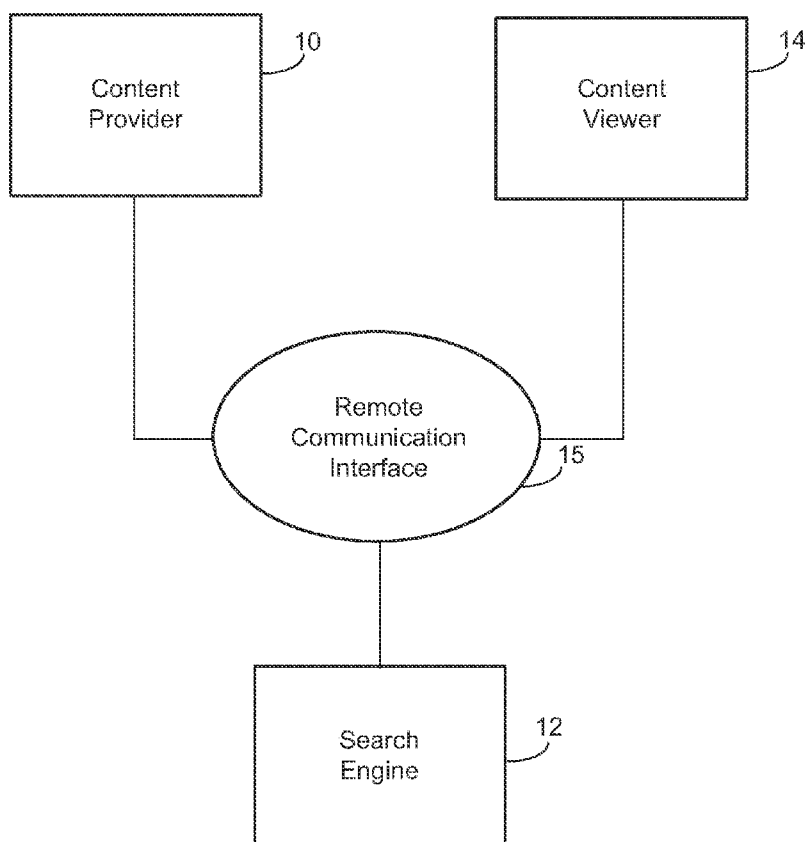 10
Content
Provider
14
Content
Viewer
Remote
Communication
Interface
15
Search
Engine
12